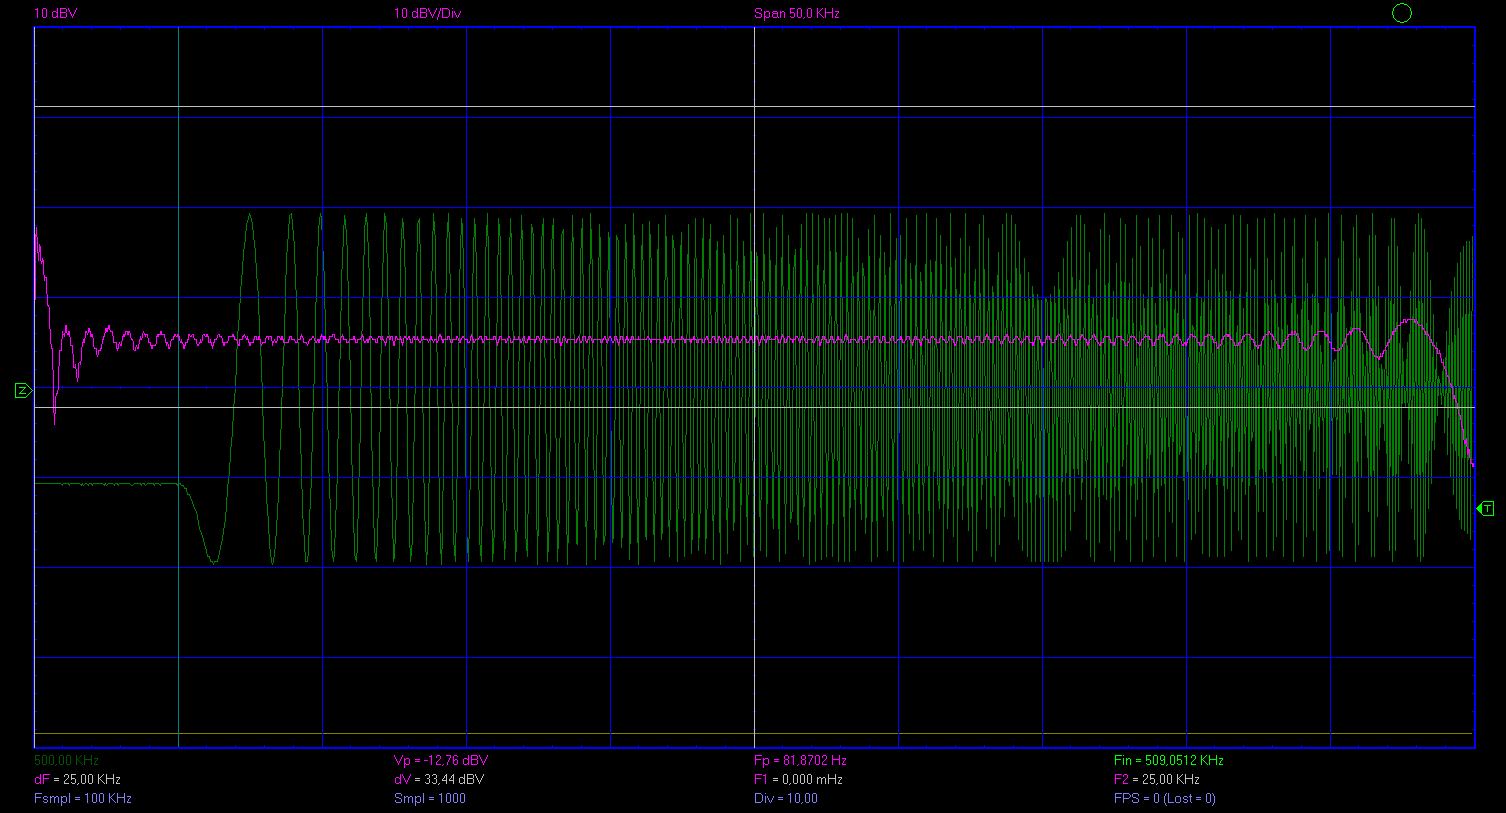 10 dBV 10 dBV/Div Span 50,0 KHz
Z
T
500,00 KHz Vp = -12,76 dBV Fp = 81,8702 Hz Fin = 509,0512 KHz
dF = 25,00 KHz dV = 33,44 dBV F1 = 0,000 mHz F2 = 25,00 KHz
Fsmpl = 100 KHz Smpl = 1000 Div = 10,00 FPS = 0 (Lost = 0)